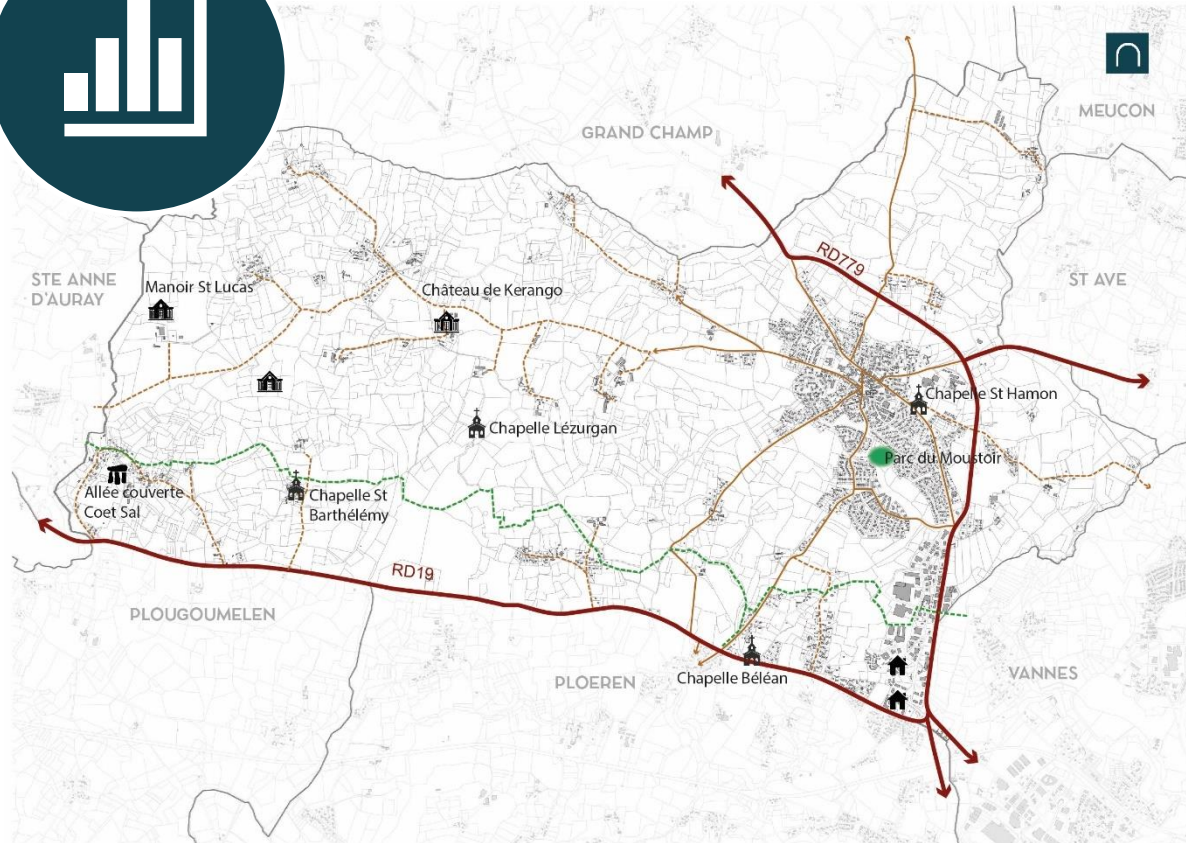 MEUCON
GRAND CHAMP
RD779
STE ANNE
D'AURAY
ST AVE
Manoir St Lucas
Château de Kerango
Chapelle St Hamon
Chapelle Lézurgan
Parc du Moustoir
Allée couverte
Coet Sal
Chapelle St
Barthélémy
RD19
PLOUGOUMELEN
PLOEREN
Chapelle Béléan
VANNES